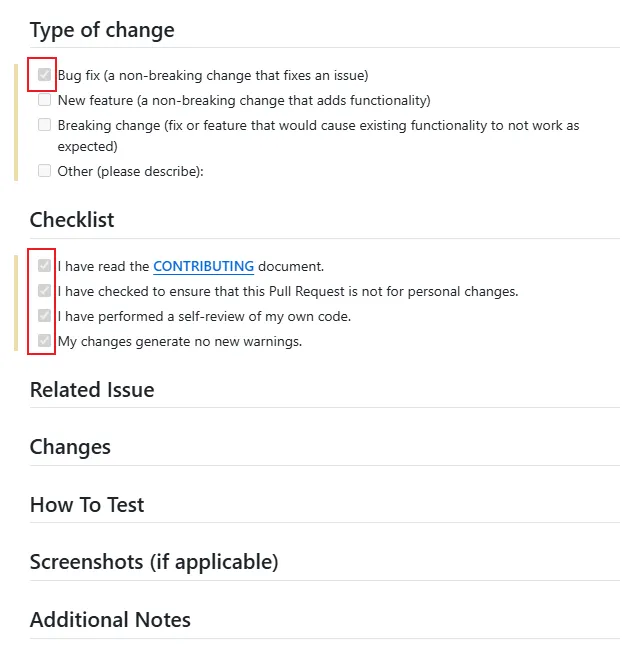 Type of change
Bug fix (a non-breaking change that fixes an issue)
New feature (a non-breaking change that adds functionality)
Breaking change (fix or feature that would cause existing functionality to not work as
expected)
Other (please describe):
Checklist
I have read the CONTRIBUTING document.
I have checked to ensure that this Pull Request is not for personal changes.
I have performed a self-review of my own code.
My changes generate no new warnings.
Related Issue
Changes
How To Test
Screenshots (if applicable)
Additional Notes